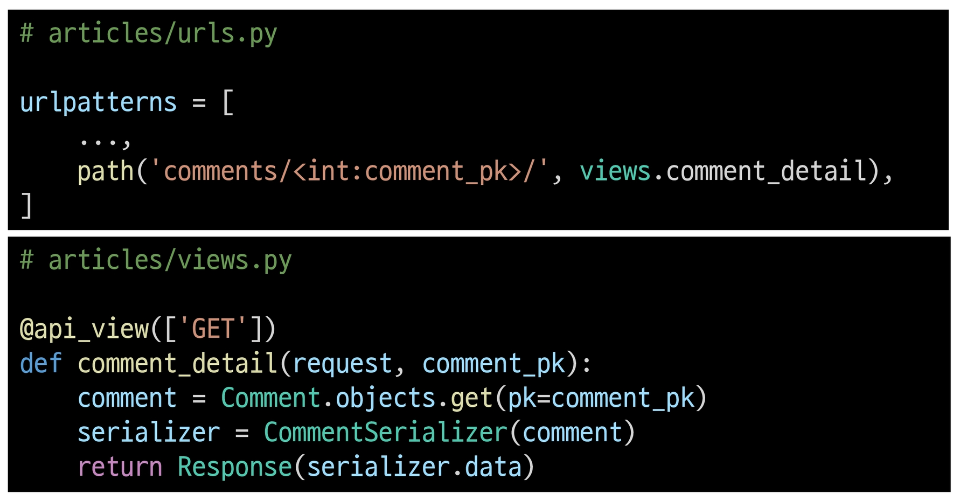 # articles/urls.py
urlpatterns = [
    ...,
    path('comments/<int:comment_pk>/', views.comment_detail),
]
# articles/views.py
@api_view(['GET'])
def comment_detail(request, comment_pk):
    comment = Comment.objects.get(pk=comment_pk)
    serializer = CommentSerializer(comment)
    return Response(serializer.data)